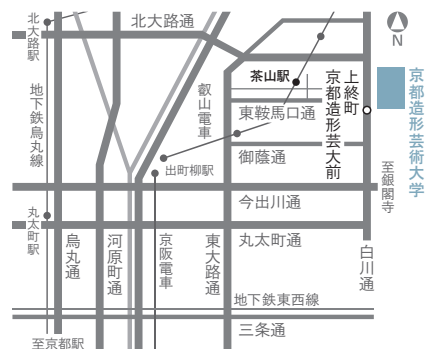 北大路通
北大路駅
N
茶山駅
叡山電車
上終町
京都造形芸大前
京都造形芸術大学
地下鉄烏丸線
東鞍馬口通
御蔭通
出町柳駅
至銀閣寺
今出川通
丸太町駅
丸太町通
烏丸通
河原町通
京阪電車
東大路通
白川通
地下鉄東西線
三条通
至京都駅